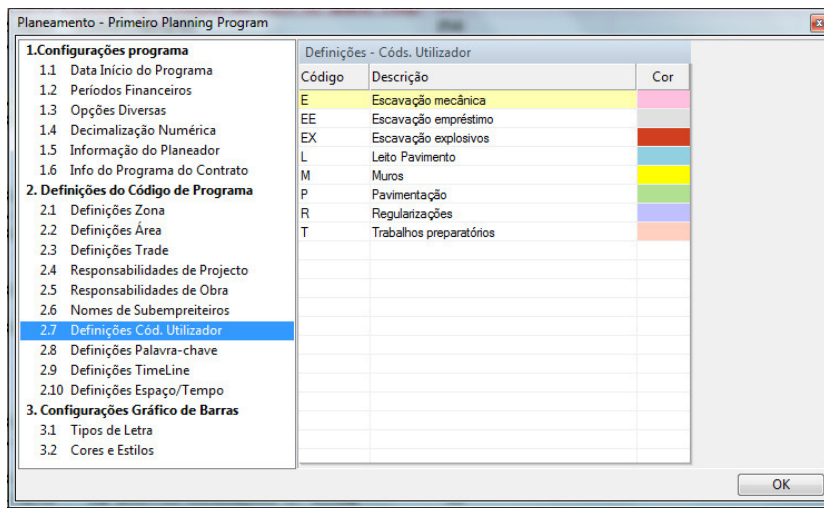 Planeamento - Primeiro Planning Program
1.Configurações programa
1.1 Data Início do Programa
1.2 Períodos Financeiros
1.3 Opções Diversas
1.4 Decimalização Numérica
1.5 Informação do Planeador
1.6 Info do Programa do Contrato
2. Definições do Código de Programa
2.1 Definições Zona
2.2 Definições Área
2.3 Definições Trade
2.4 Responsabilidades de Projecto
2.5 Responsabilidades de Obra
2.6 Nomes de Subempreiteiros
2.7 Definições Cód. Utilizador
2.8 Definições Palavra-chave
2.9 Definições TimeLine
2.10 Definições Espaço/Tempo
3. Configurações Gráfico de Barras
3.1 Tipos de Letra
3.2 Cores e Estilos
Definições - Códs. Utilizador
Código Descrição Cor
E Escavação mecânica
EE Escavação empréstimo
EX Escavação explosivos
L Leito Pavimento
M Muros
P Pavimentação
R Regularizações
T Trabalhos preparatórios
OK